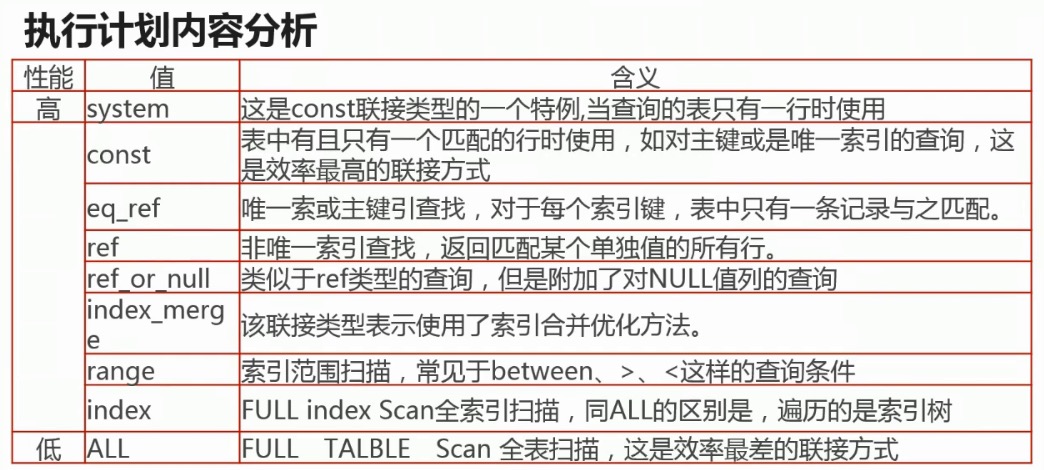 执行计划内容分析
性能 值 含义
高 system 这是const联接类型的一个特例,当查询的表只有一行时使用
const 表中有且只有一个匹配的行时使用，如对主键或是唯一索引的查询，这
是效率最高的联接方式
eq_ref 唯一索或主键引查找，对于每个索引键，表中只有一条记录与之匹配。
ref 非唯一索引查找，返回匹配某个单独值的所有行。
ref_or_null 类似于ref类型的查询，但是附加了对NULL值列的查询
index_merg
e 该联接类型表示使用了索引合并优化方法。
range 索引范围扫描，常见于between、>、<这样的查询条件
index FULL index Scan全索引扫描，同ALL的区别是，遍历的是索引树
低 ALL FULL TALBLE Scan 全表扫描，这是效率最差的联接方式